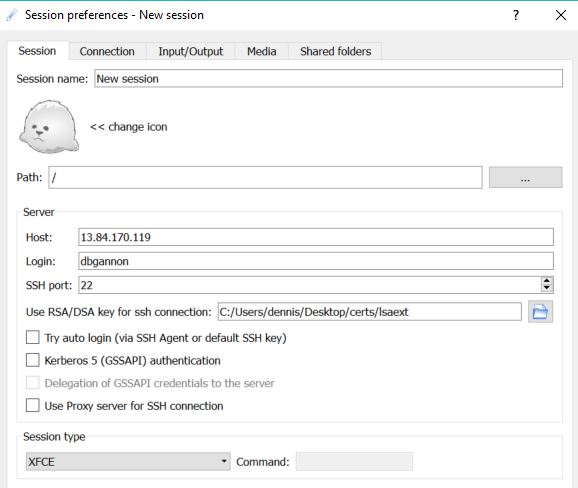 Session preferences - New session
? X
Session Connection Input/Output Media Shared folders
Session name: New session
<< change icon
Path: / ...
Server
Host: 13.84.170.119
Login: dbgannon
SSH port: 22
Use RSA/DSA key for ssh connection: C:/Users/dennis/Desktop/certs/lsaext
Try auto login (via SSH Agent or default SSH key)
Kerberos 5 (GSSAPI) authentication
Delegation of GSSAPI credentials to the server
Use Proxy server for SSH connection
Session type
XFCE Command: